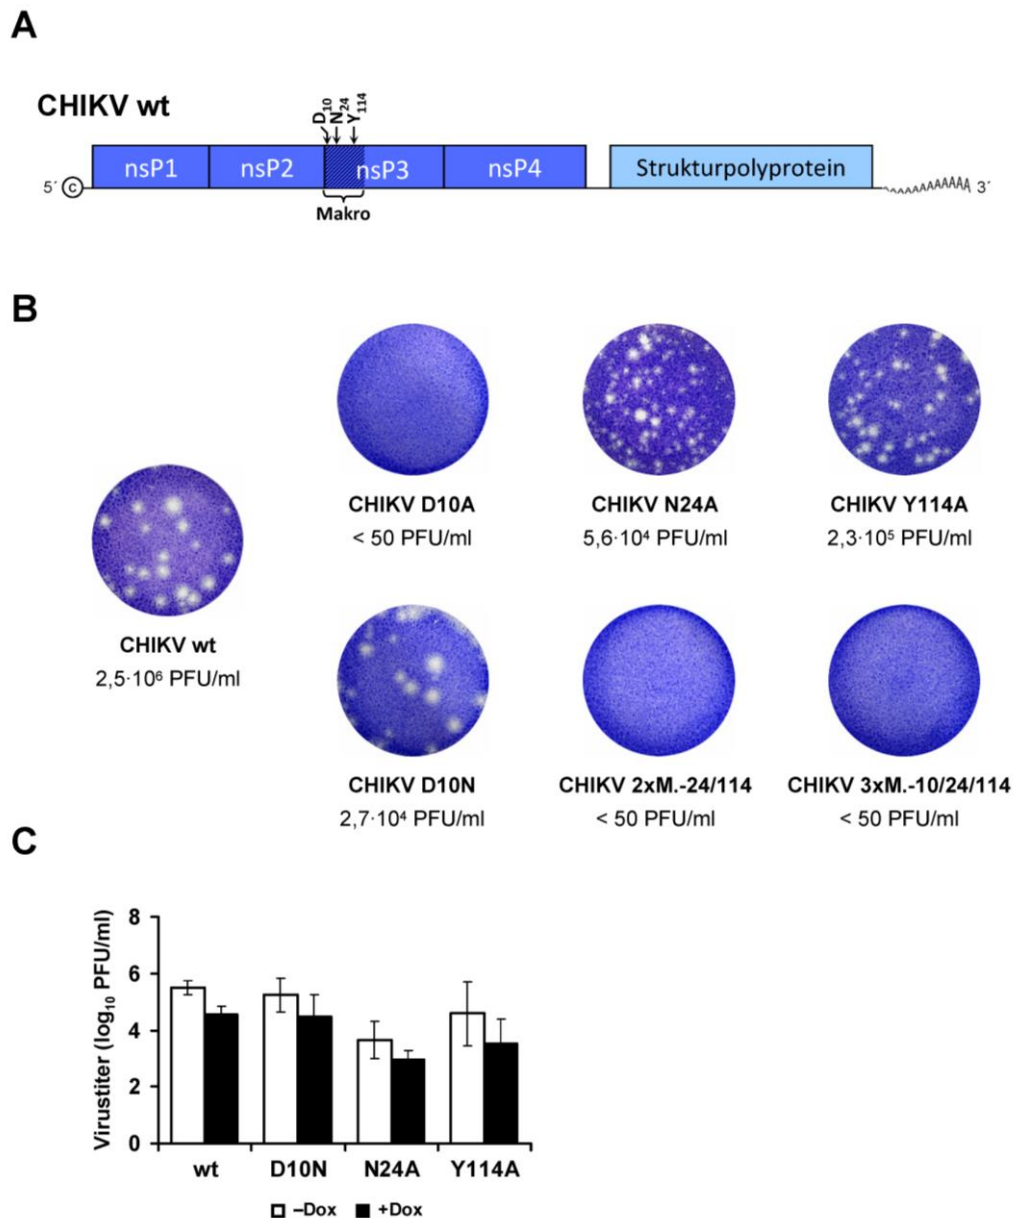 A
CHIKV wt
D10 N24 Y114
nsP1 nsP2 nsP3 nsP4 Strukturpolyprotein
5´ C 3´
Makro
B
CHIKV D10A CHIKV N24A CHIKV Y114A
< 50 PFU/ml 5,6·10⁴ PFU/ml 2,3·10⁵ PFU/ml
CHIKV wt
2,5·10⁶ PFU/ml
CHIKV D10N CHIKV 2xM.-24/114 CHIKV 3xM.-10/24/114
2,7·10⁴ PFU/ml < 50 PFU/ml < 50 PFU/ml
C
Virustiter (log₁₀ PFU/ml)
8
6
4
2
0
wt D10N N24A Y114A
–Dox +Dox